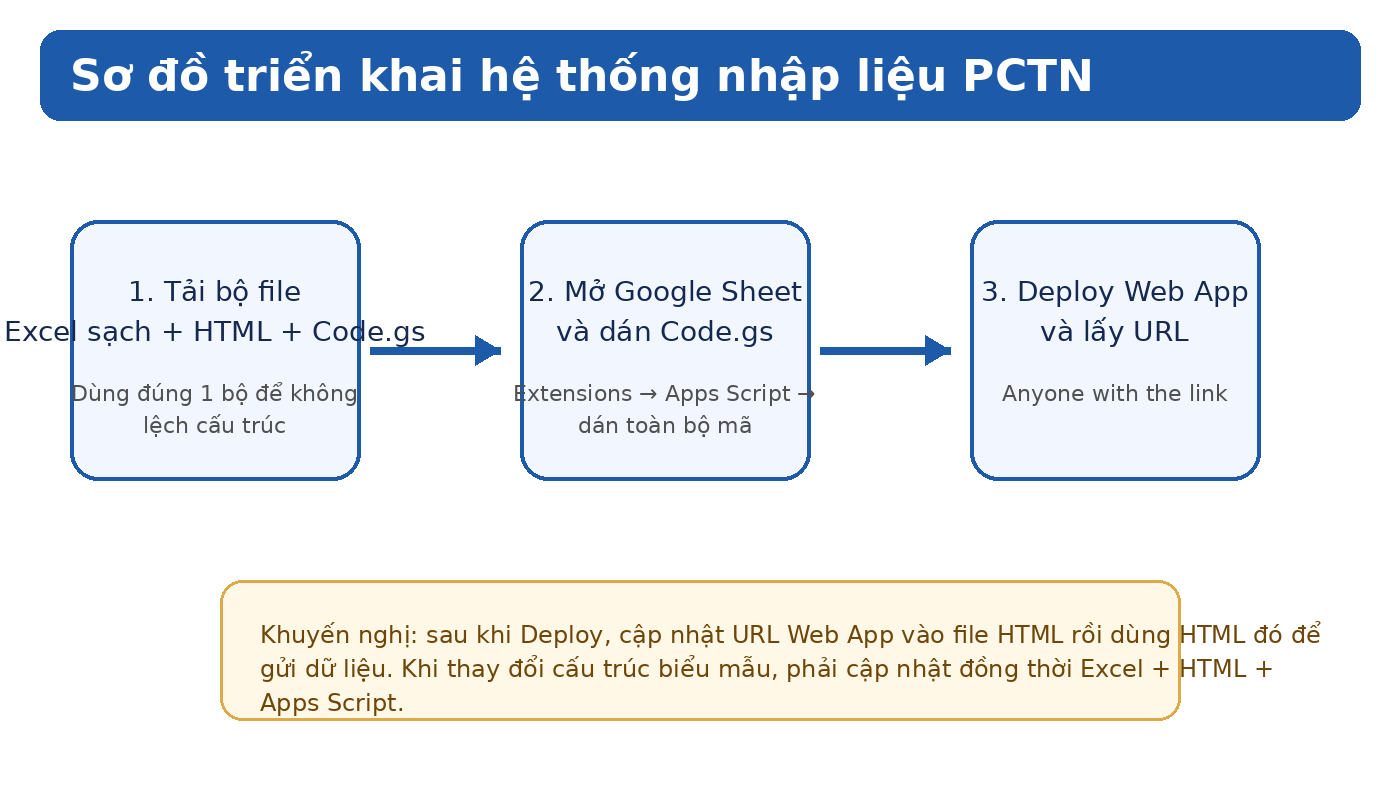 Sơ đồ triển khai hệ thống nhập liệu PCTN
1. Tải bộ file
Excel sạch + HTML + Code.gs
Dùng đúng 1 bộ để không
lệch cấu trúc
2. Mở Google Sheet
và dán Code.gs
Extensions → Apps Script →
dán toàn bộ mã
3. Deploy Web App
và lấy URL
Anyone with the link
Khuyến nghị: sau khi Deploy, cập nhật URL Web App vào file HTML rồi dùng HTML đó để
gửi dữ liệu. Khi thay đổi cấu trúc biểu mẫu, phải cập nhật đồng thời Excel + HTML +
Apps Script.